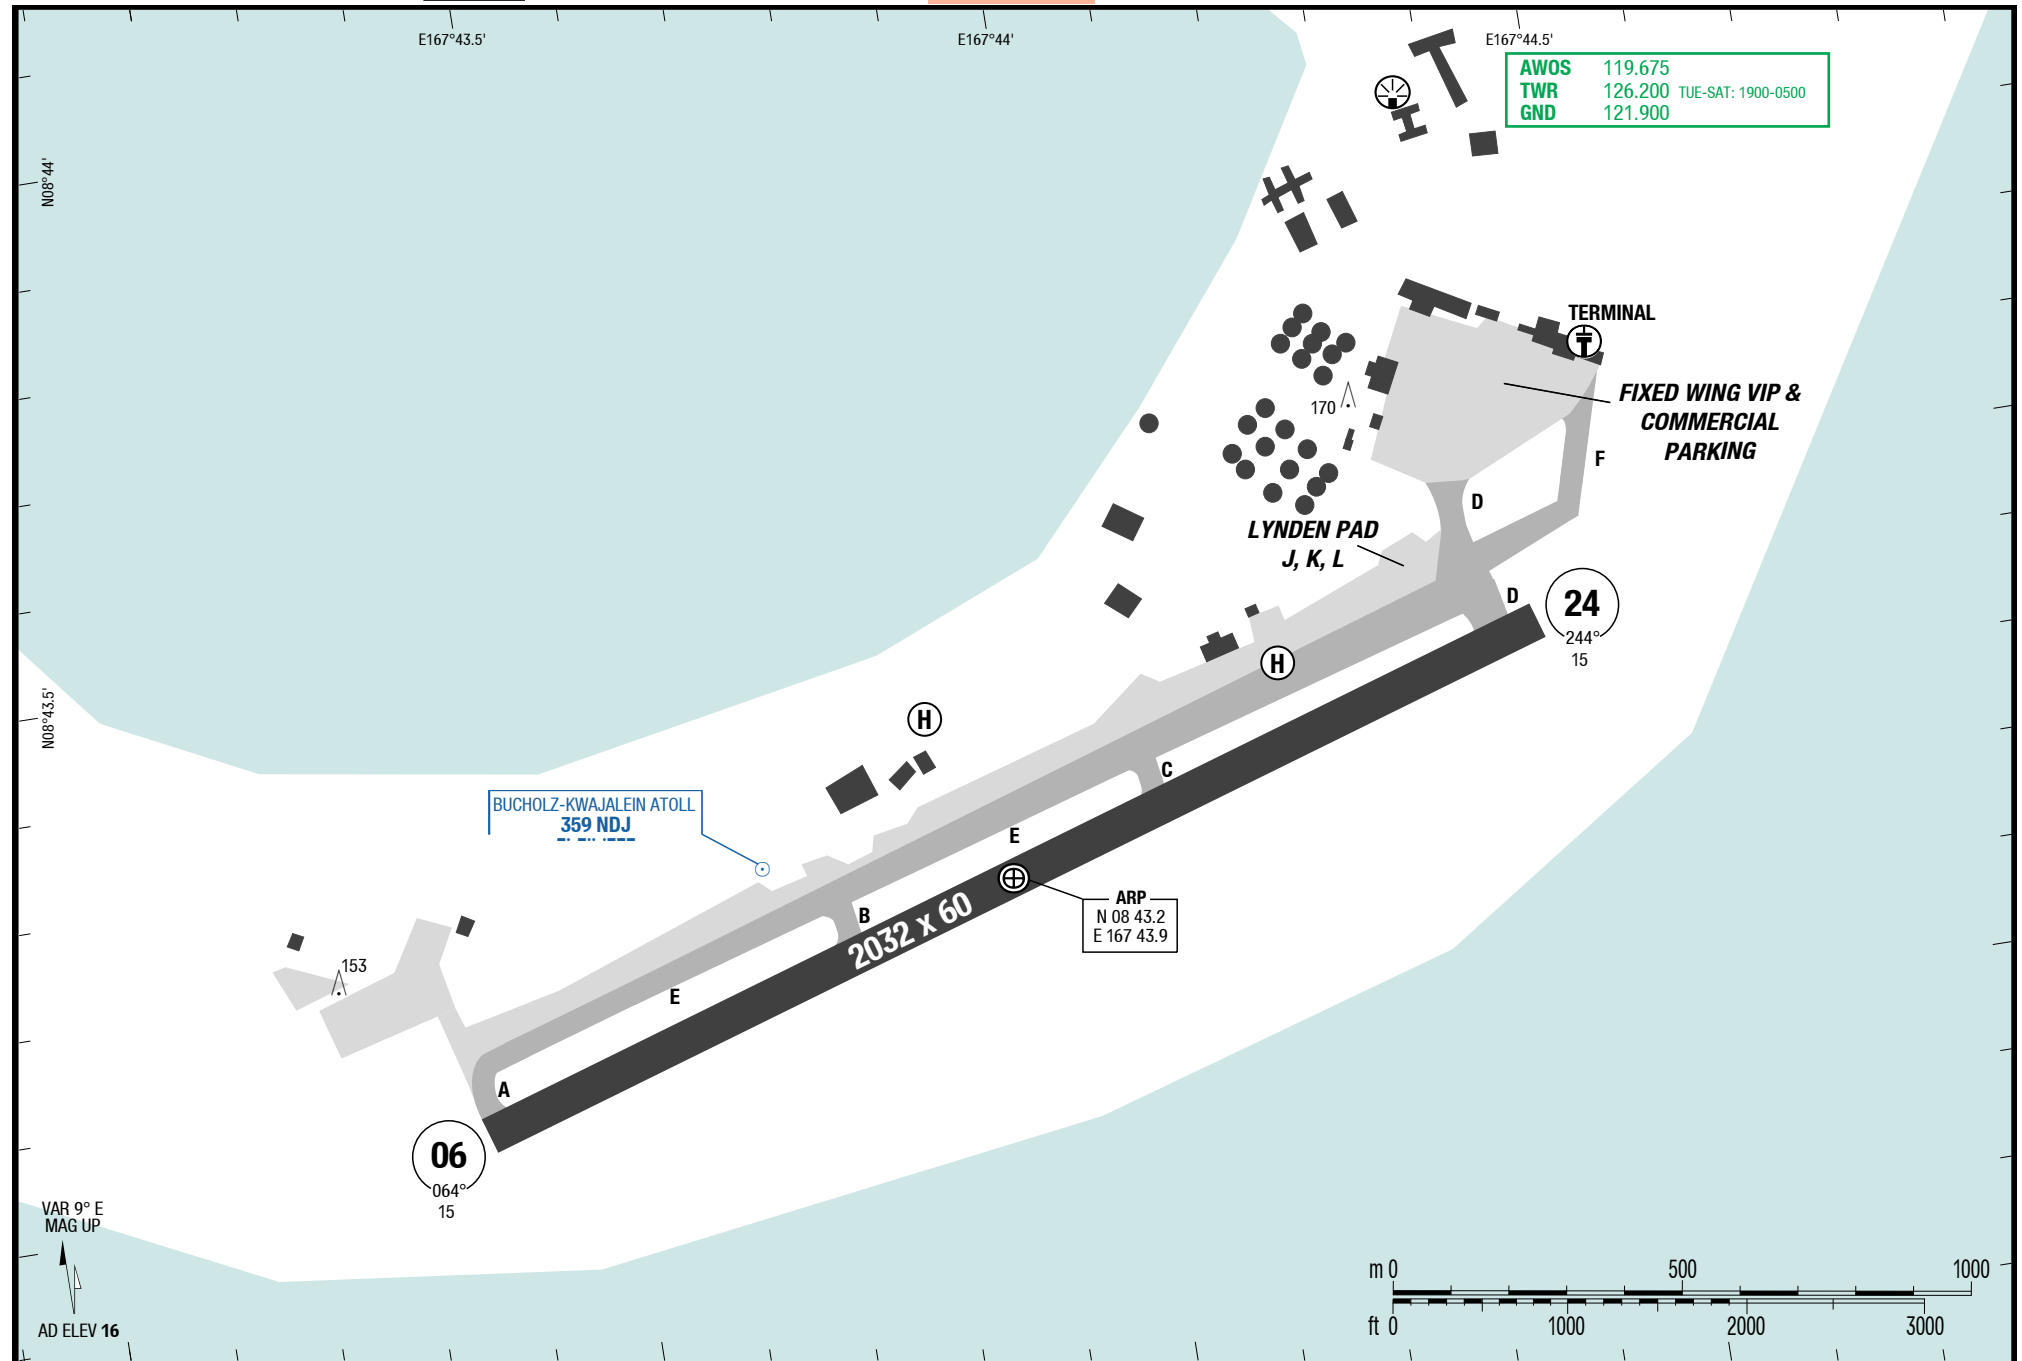 E167°43.5'
E167°44'
E167°44.5'
AWOS 119.675
TWR 126.200 TUE-SAT: 1900-0500
GND 121.900
N08°44'
TERMINAL
FIXED WING VIP &
COMMERCIAL
PARKING
170
F
D
LYNDEN PAD
J, K, L
D
24
244°
15
H
H
N08°43.5'
C
BUCHOLZ-KWAJALEIN ATOLL
359 NDJ
E
ARP
N 08 43.2
E 167 43.9
B
2032 x 60
153
E
A
06
064°
15
VAR 9° E
MAG UP
AD ELEV 16
m 0 500 1000
ft 0 1000 2000 3000